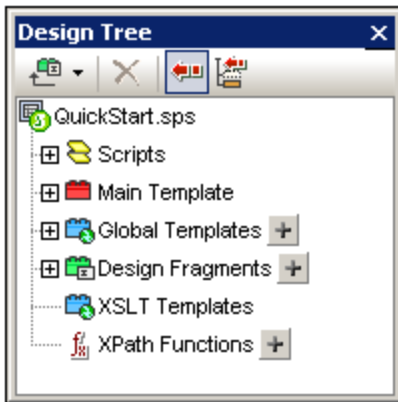 Design Tree
QuickStart.sps
Scripts
Main Template
Global Templates
Design Fragments
XSLT Templates
XPath Functions